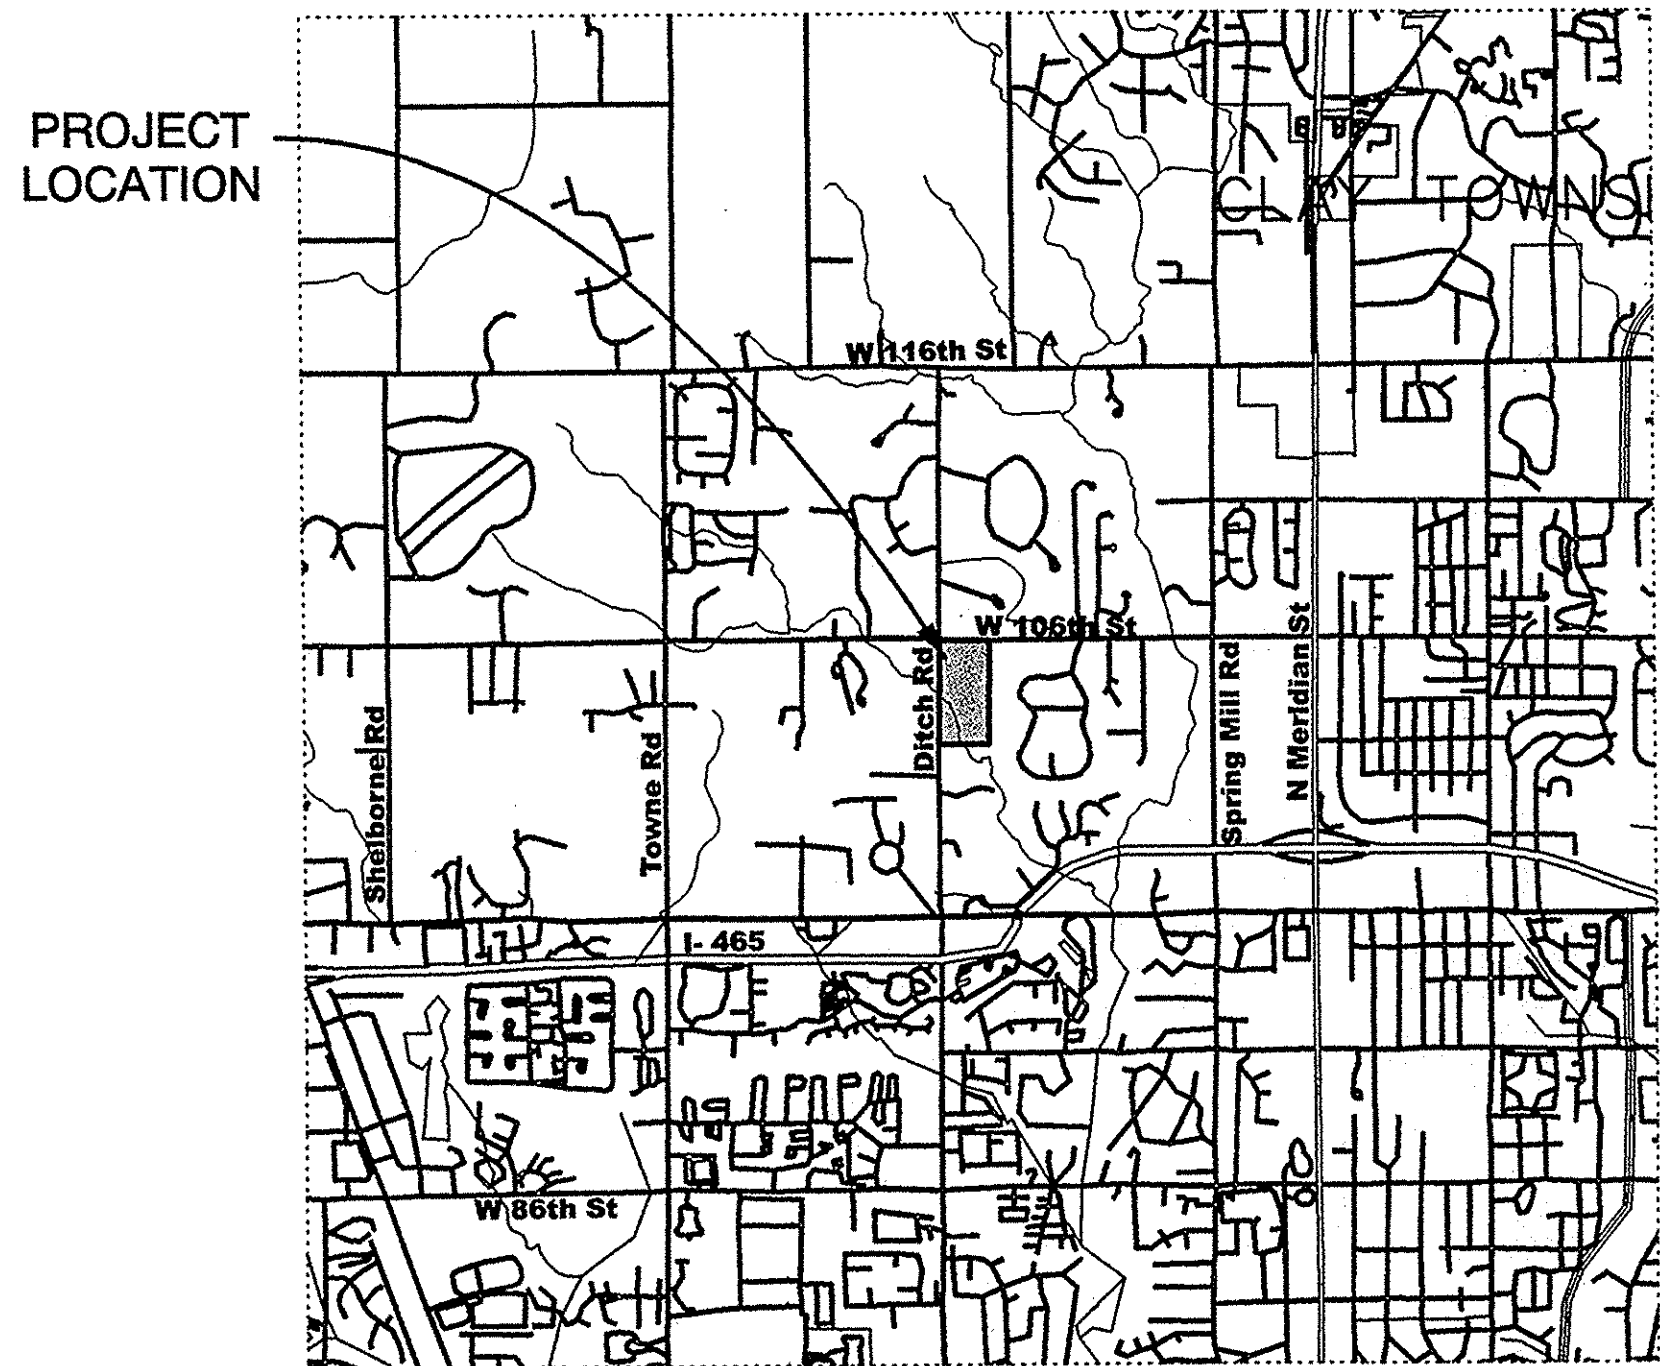 PROJECT
LOCATION
TOWNS
W 116th St
W 106th St
Ditch Rd
Spring Mill Rd
N Meridian St
Shelborne Rd
Towne Rd
I- 465
W 86th St